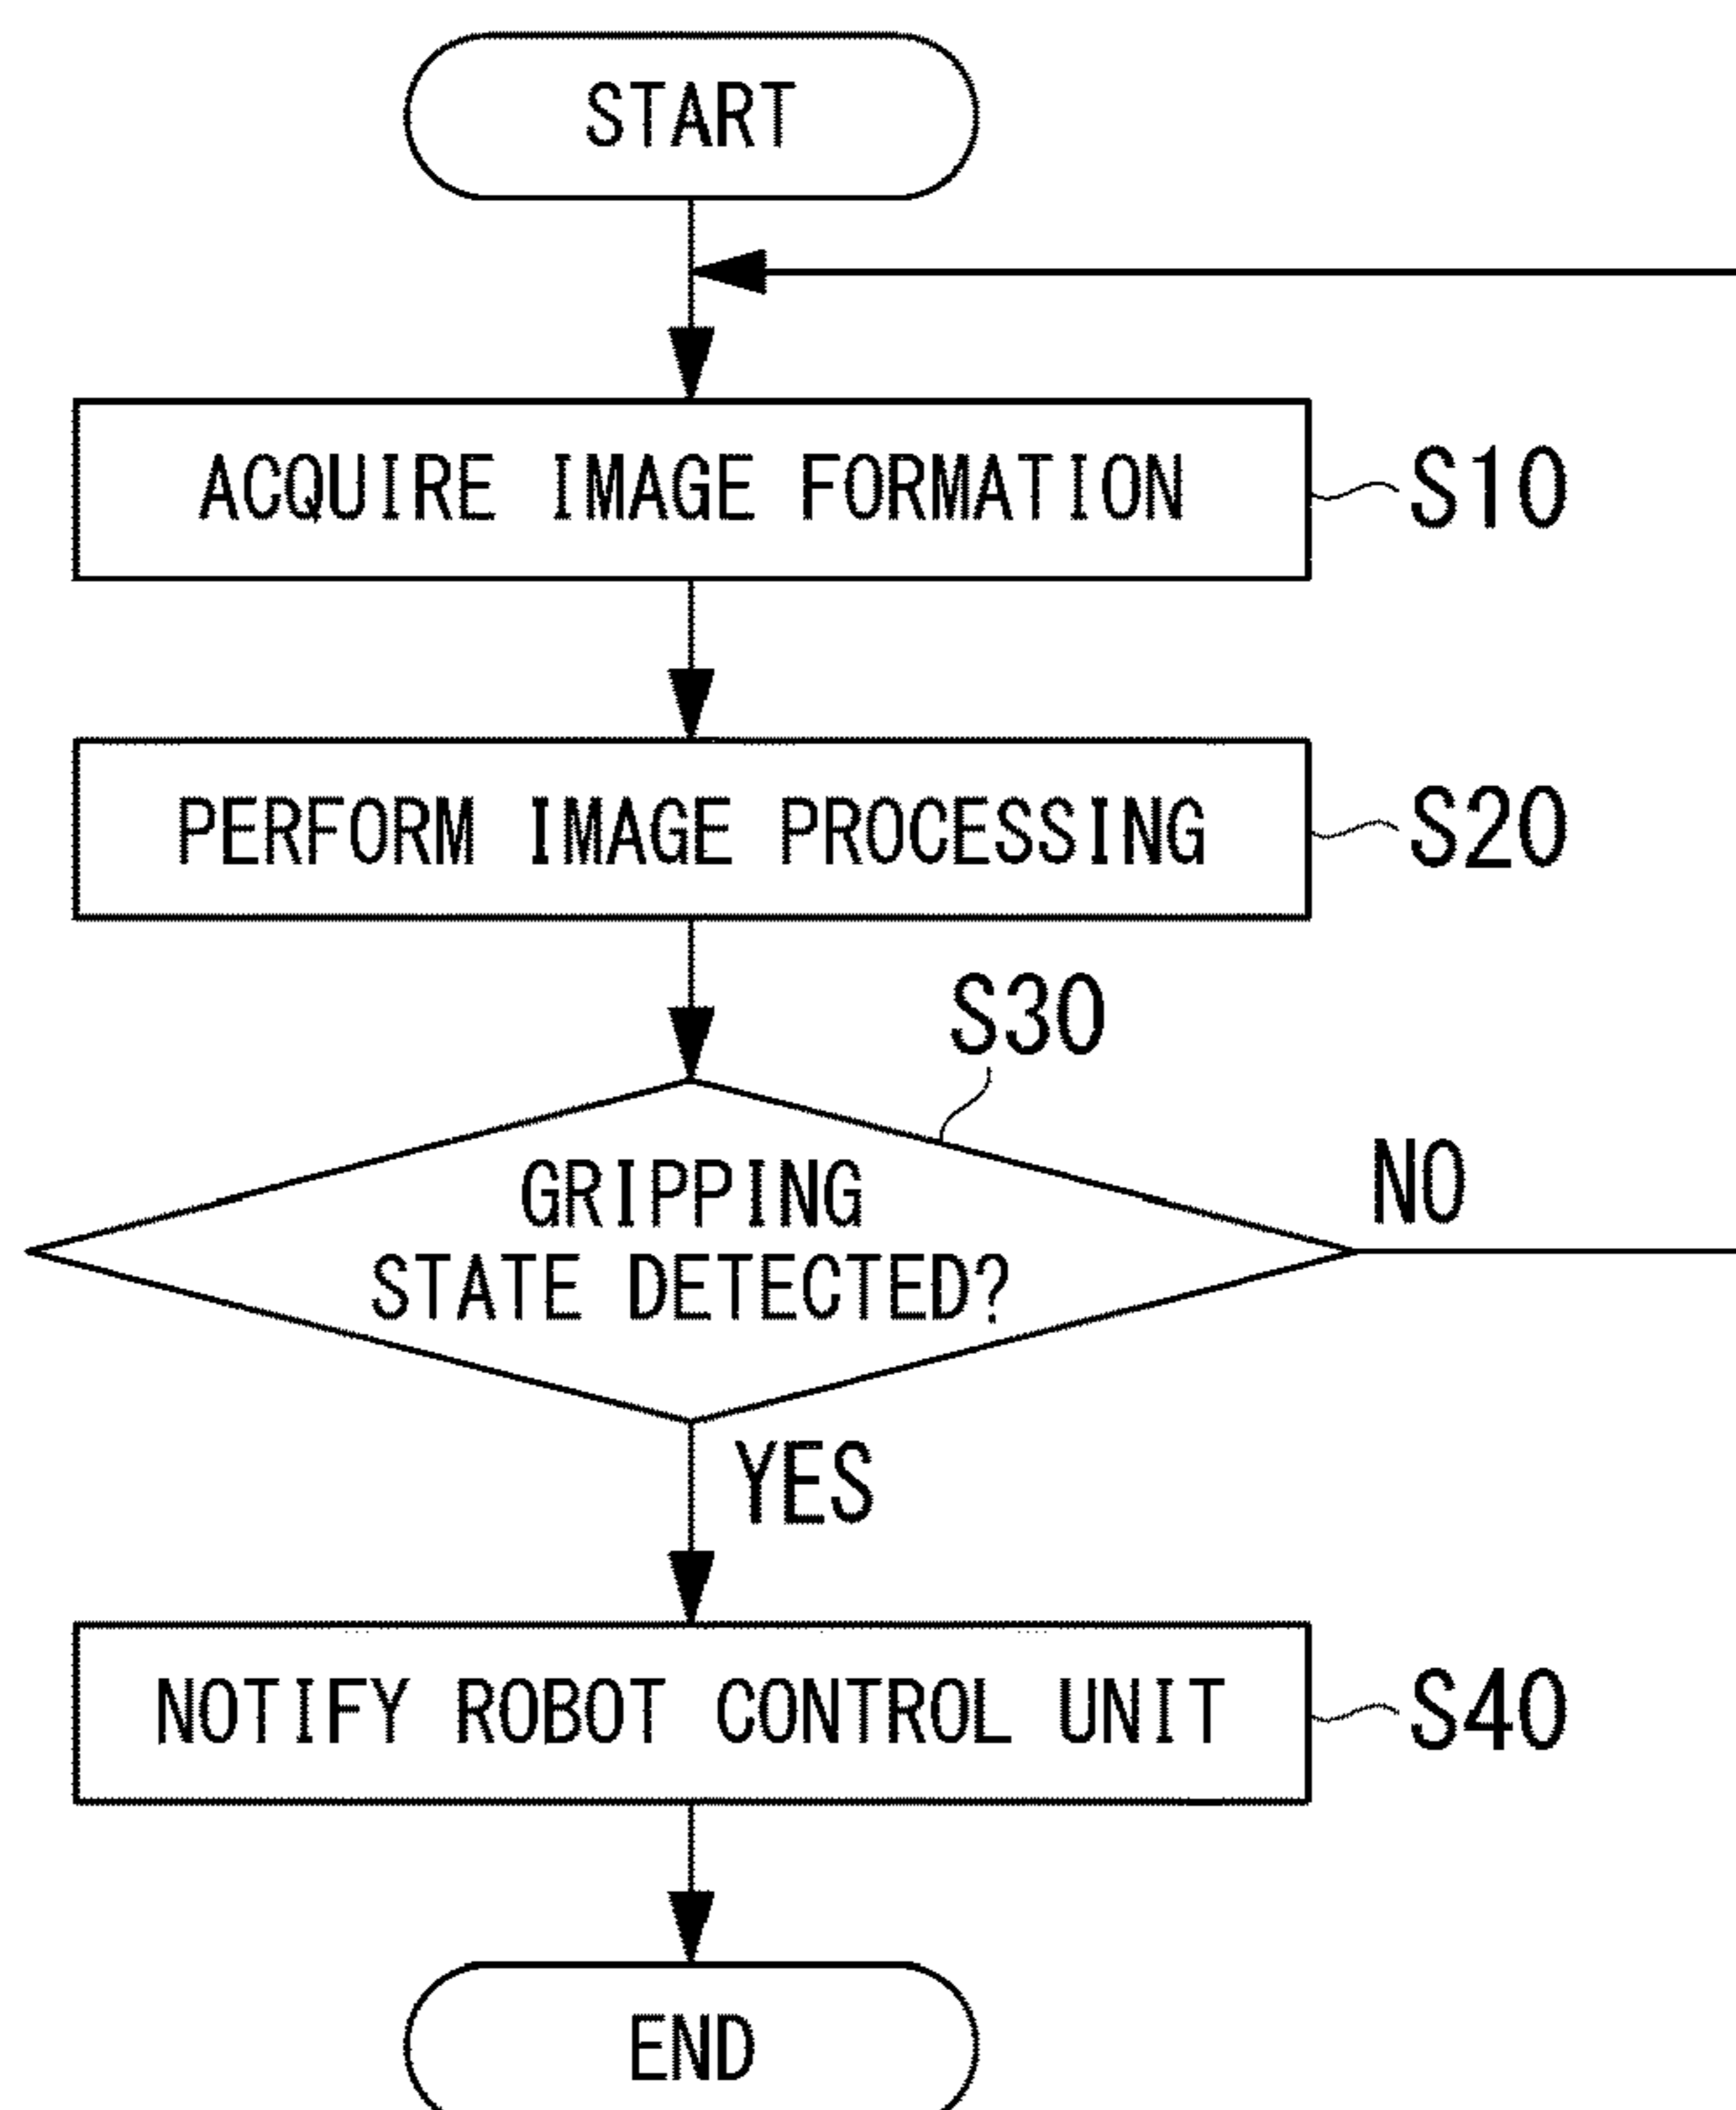 START
ACQUIRE IMAGE FORMATION
S10
PERFORM IMAGE PROCESSING
S20
S30
GRIPPING
STATE DETECTED?
NO
YES
NOTIFY ROBOT CONTROL UNIT
S40
END